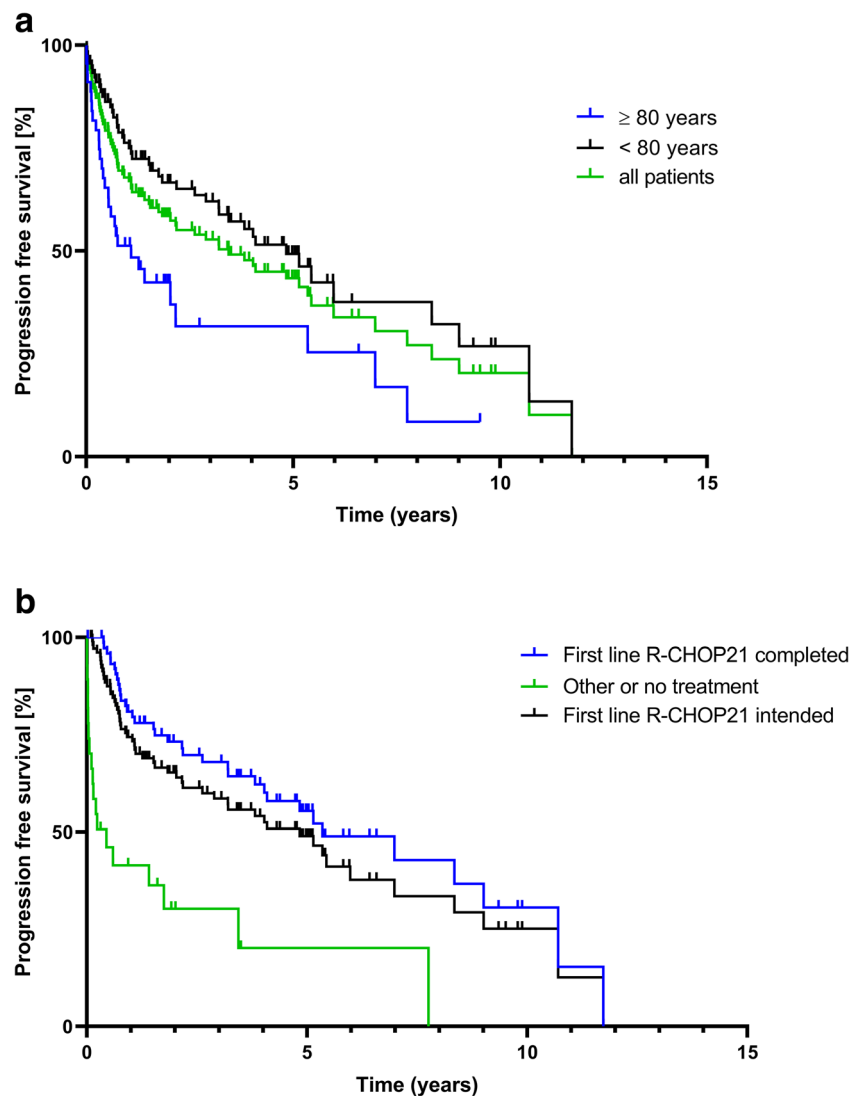 a
Progression free survival [%]
100
50
0
≥ 80 years
< 80 years
all patients
0 5 10 15
Time (years)
b
Progression free survival [%]
100
50
0
First line R-CHOP21 completed
Other or no treatment
First line R-CHOP21 intended
0 5 10 15
Time (years)